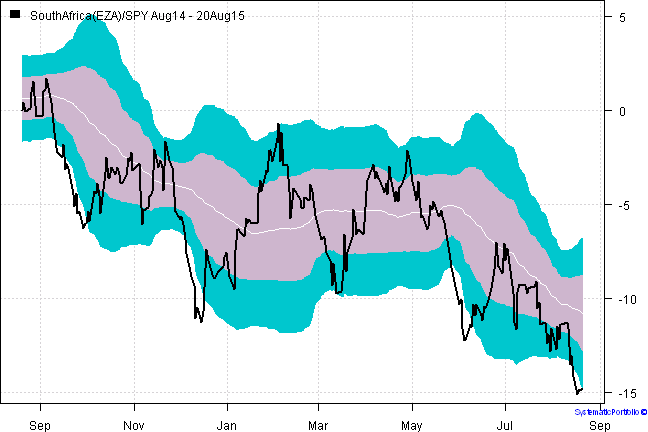 SouthAfrica(EZA)/SPY Aug14 - 20Aug15
5
0
-5
-10
-15
SystematicPortfolio ©
Sep Nov Jan Mar May Jul Sep